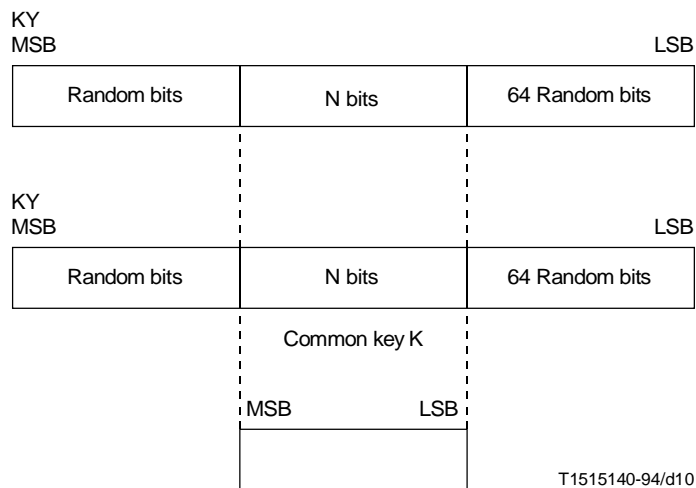 KY
MSB LSB
Random bits N bits 64 Random bits
KY
MSB LSB
Random bits N bits 64 Random bits
Common key K
MSB LSB
T1515140-94/d10